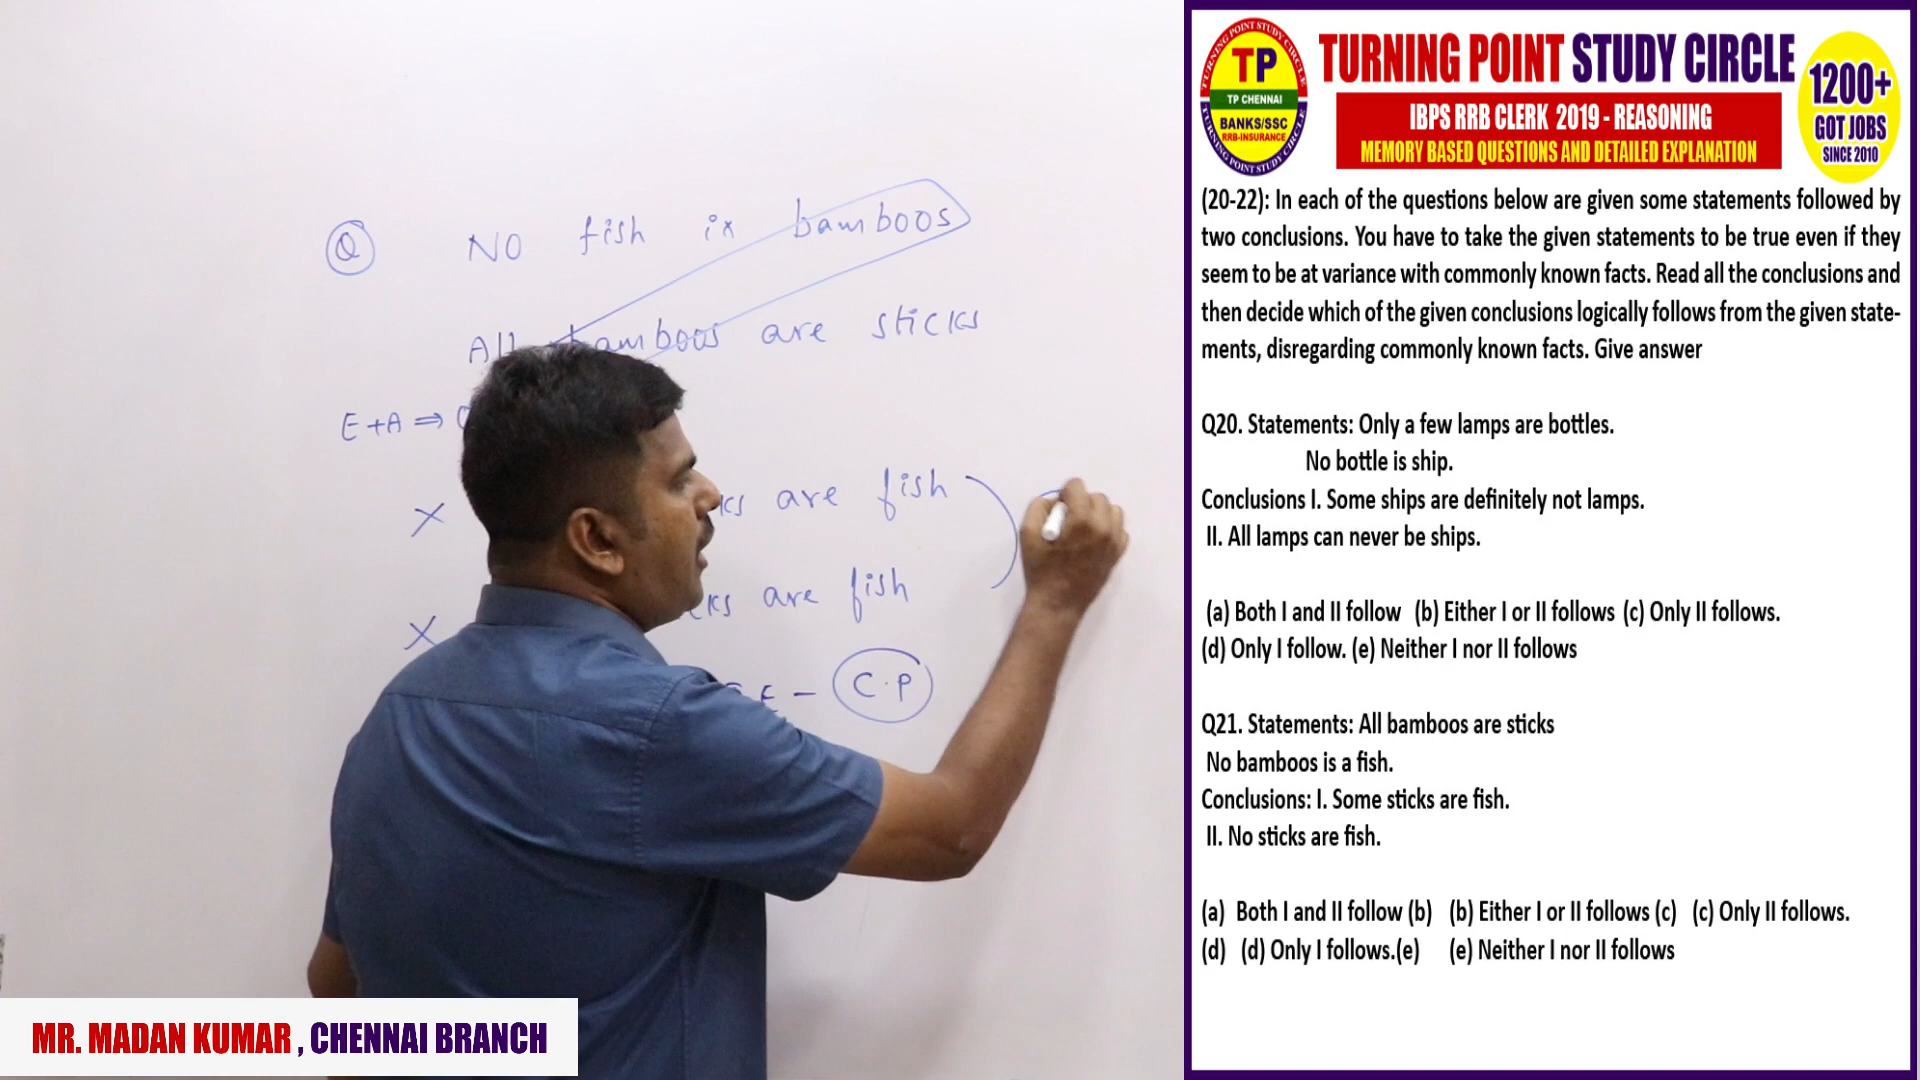 Q NO fish is bamboos
All bamboos are sticks
E+A ⇒
X are fish
X are fish
C.P
MR. MADAN KUMAR , CHENNAI BRANCH
TURNING POINT STUDY CIRCLE
TURNING POINT STUDY CIRCLE
TP
TP CHENNAI
BANKS/SSC
RRB-INSURANCE
TURNING POINT STUDY CIRCLE
IBPS RRB CLERK 2019 - REASONING
MEMORY BASED QUESTIONS AND DETAILED EXPLANATION
1200+
GOT JOBS
SINCE 2010
(20-22): In each of the questions below are given some statements followed by
two conclusions. You have to take the given statements to be true even if they
seem to be at variance with commonly known facts. Read all the conclusions and
then decide which of the given conclusions logically follows from the given state-
ments, disregarding commonly known facts. Give answer
Q20. Statements: Only a few lamps are bottles.
No bottle is ship.
Conclusions I. Some ships are definitely not lamps.
II. All lamps can never be ships.
(a) Both I and II follow (b) Either I or II follows (c) Only II follows.
(d) Only I follow. (e) Neither I nor II follows
Q21. Statements: All bamboos are sticks
No bamboos is a fish.
Conclusions: I. Some sticks are fish.
II. No sticks are fish.
(a) Both I and II follow (b) (b) Either I or II follows (c) (c) Only II follows.
(d) (d) Only I follows.(e) (e) Neither I nor II follows